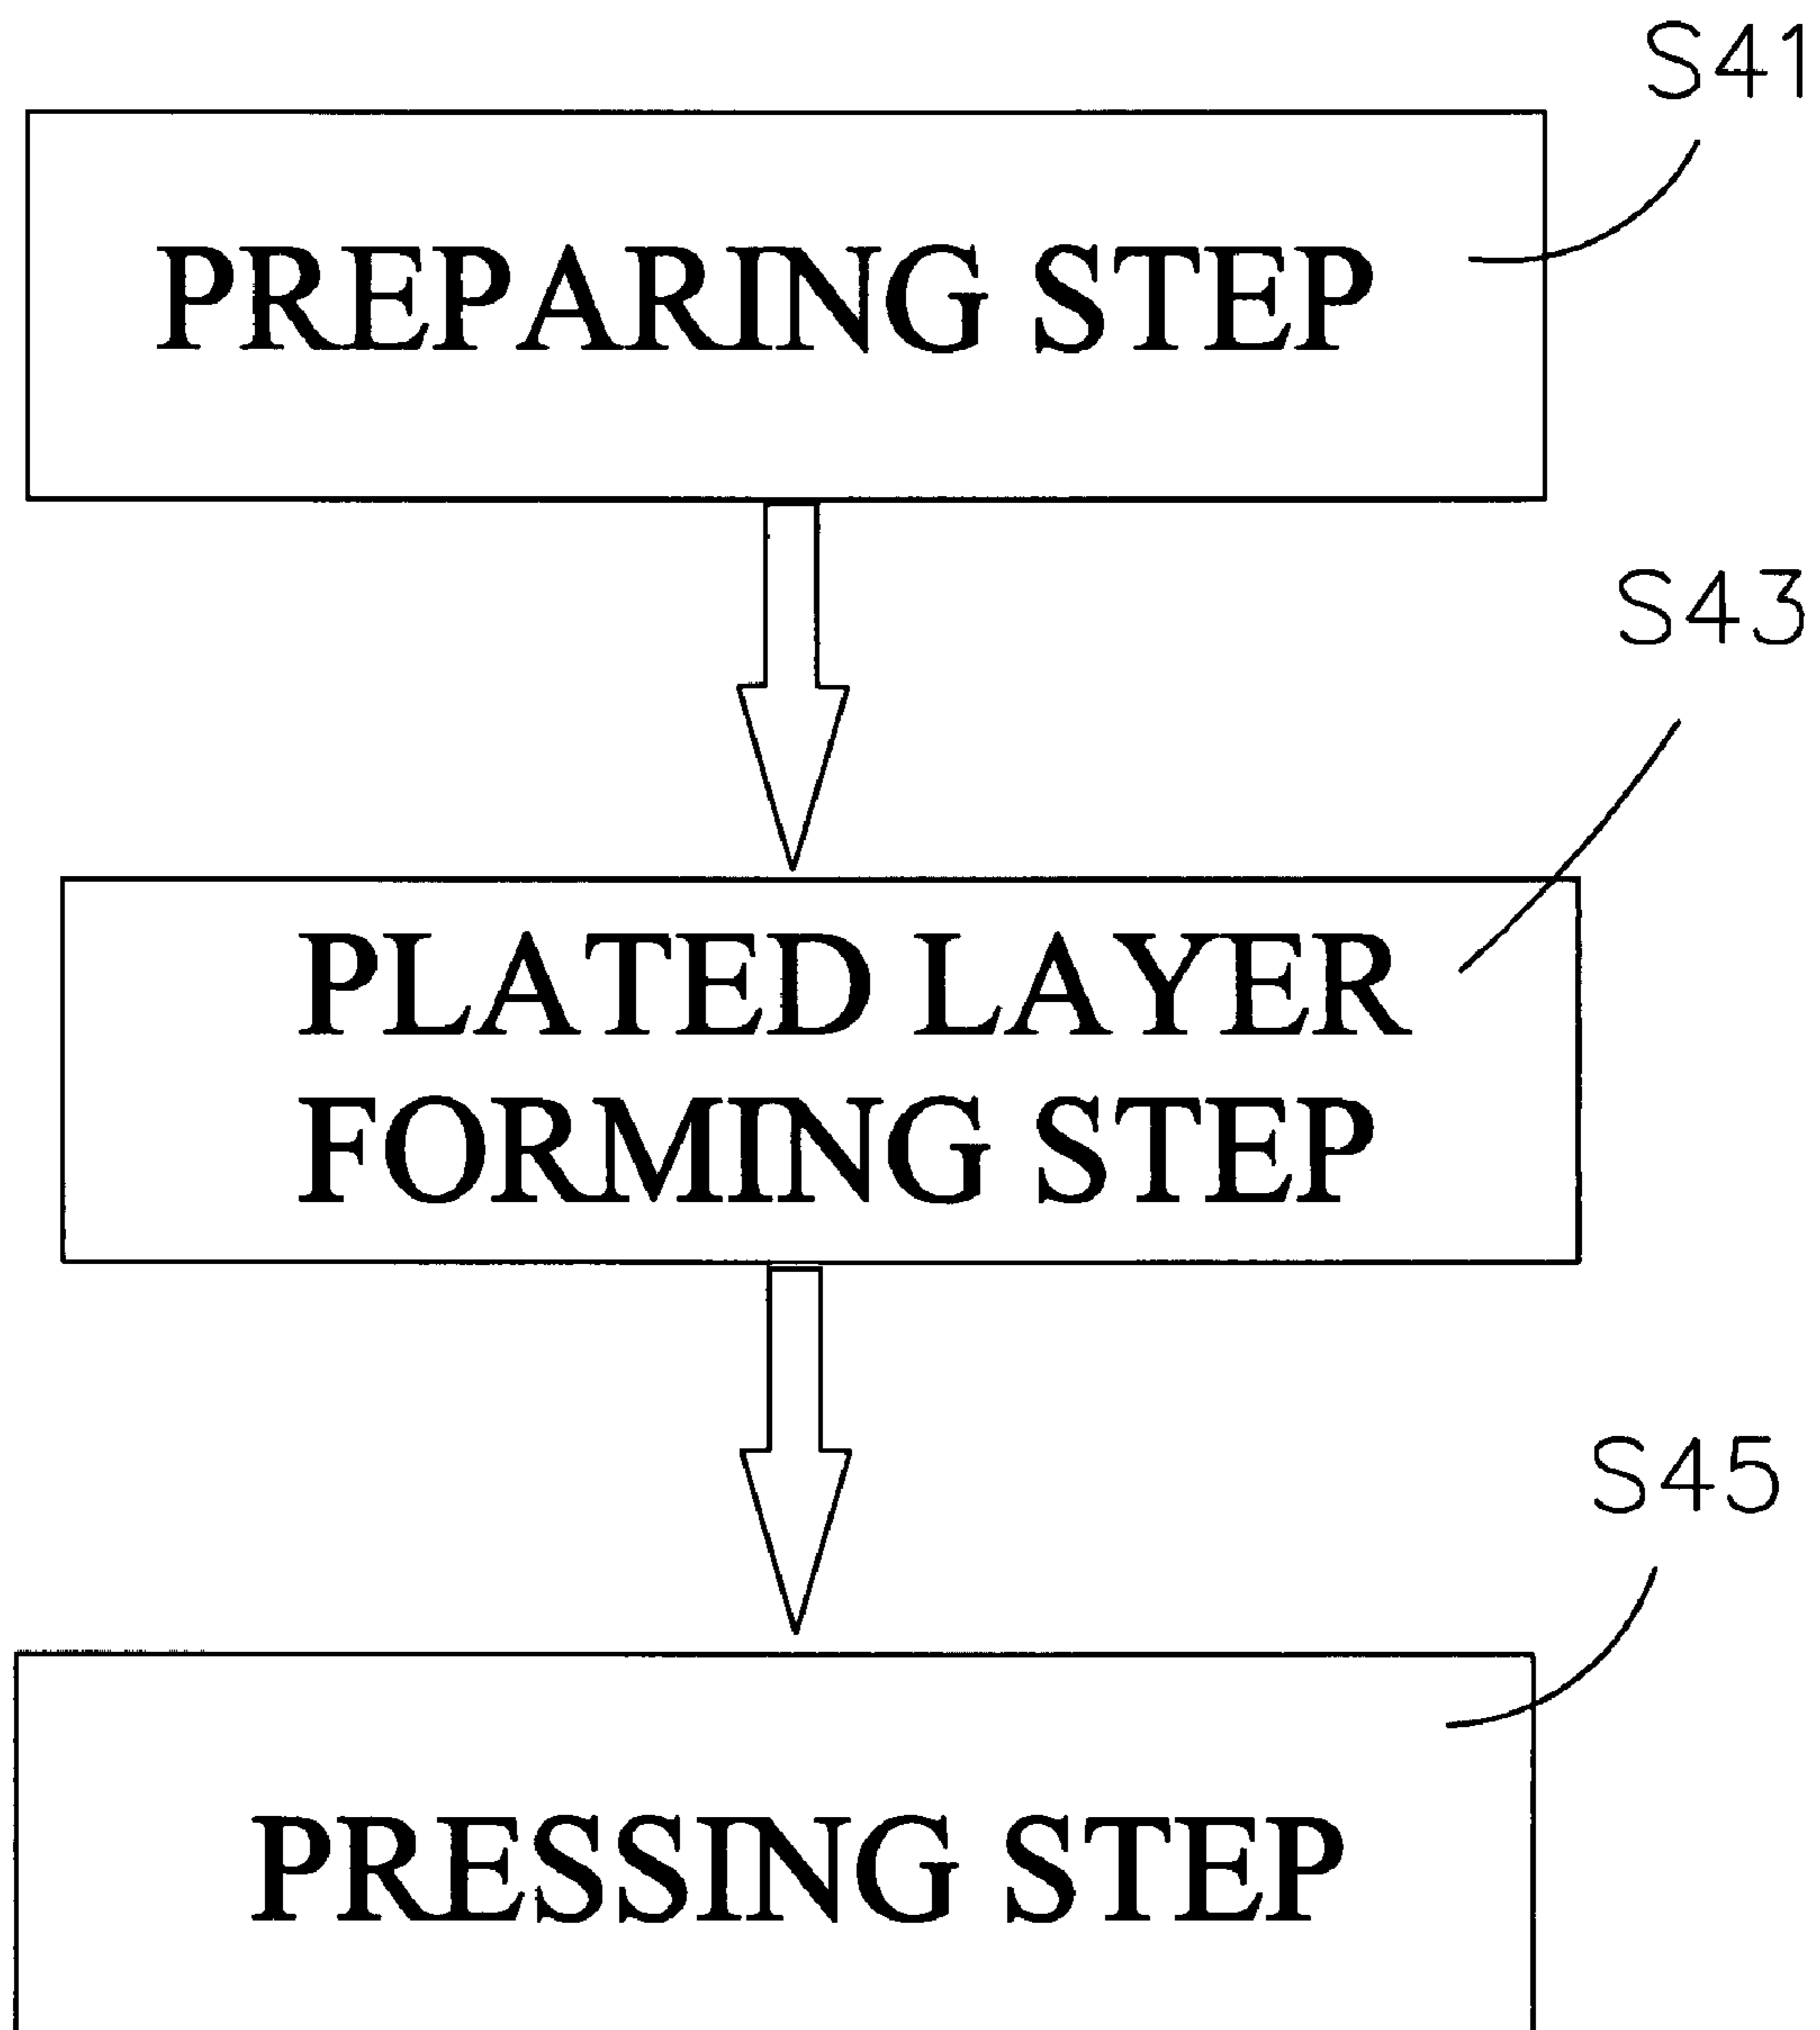 S41
PREPARING STEP
S43
PLATED LAYER
FORMING STEP
S45
PRESSING STEP